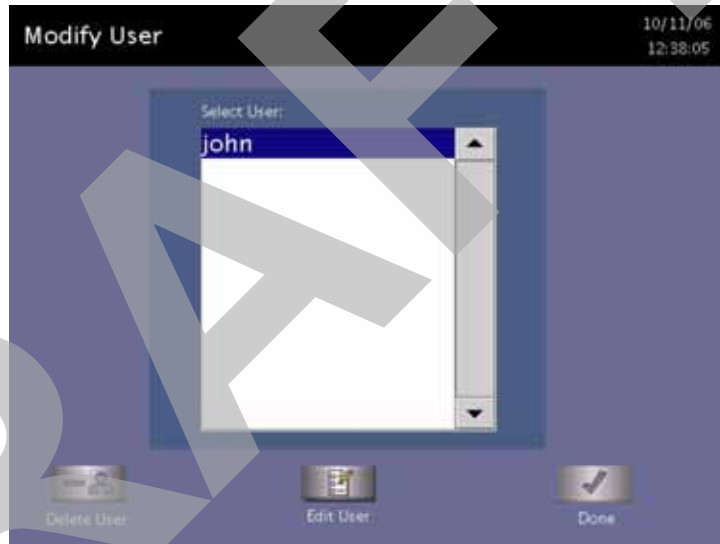 Modify User
10/11/06
12:38:05
Select User:
john
Delete User
Edit User
Done